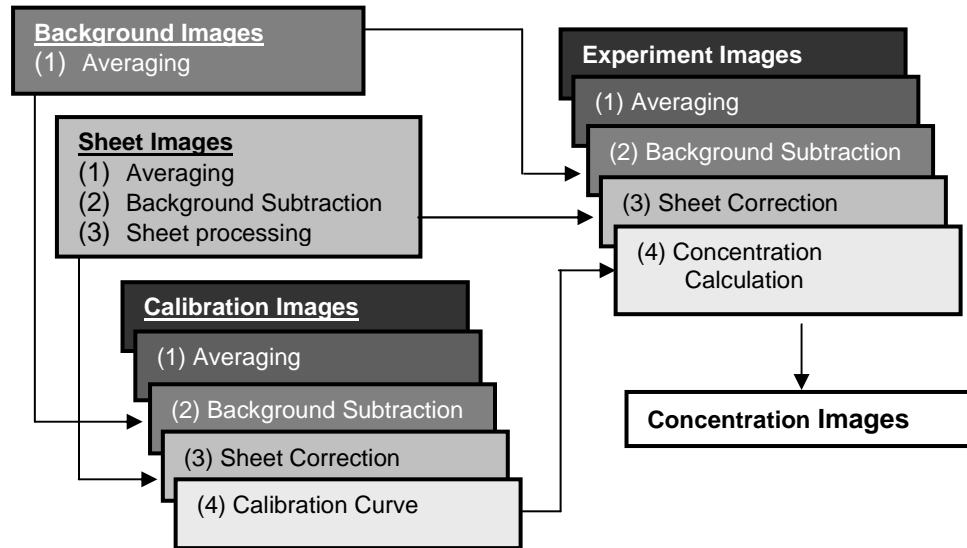 Background Images
(1) Averaging
Sheet Images
(1) Averaging
(2) Background Subtraction
(3) Sheet processing
Calibration Images
(1) Averaging
(2) Background Subtraction
(3) Sheet Correction
(4) Calibration Curve
Experiment Images
(1) Averaging
(2) Background Subtraction
(3) Sheet Correction
(4) Concentration
Calculation
Concentration Images